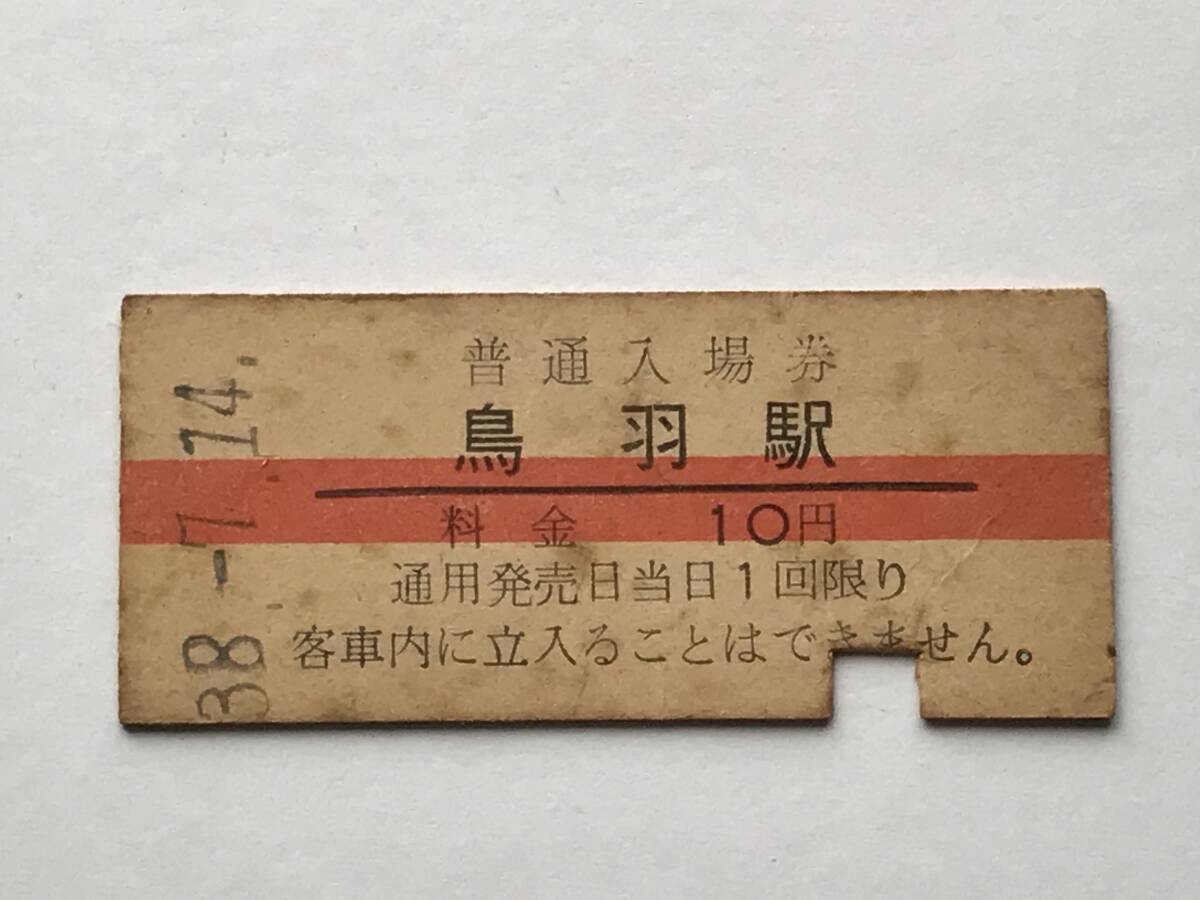 普通入場券
鳥羽駅
料金 10円
通用発売日当日1回限り
客車内に立入ることはできません。
38.-7.14.